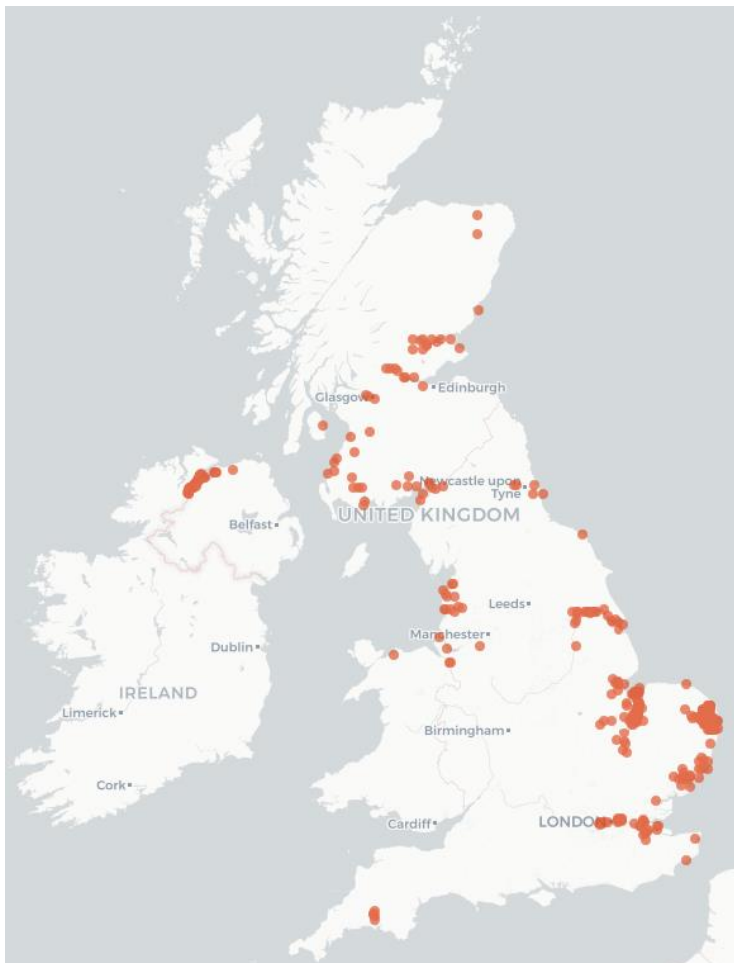 Glasgow
Edinburgh
Newcastle upon
Tyne
UNITED KINGDOM
Belfast
Leeds
Manchester
Dublin
IRELAND
Limerick
Birmingham
Cork
Cardiff
LONDON